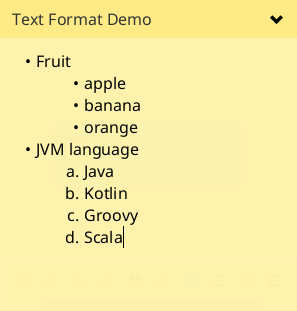 Text Format Demo
• Fruit
• apple
• banana
• orange
• JVM language
a. Java
b. Kotlin
c. Groovy
d. Scala